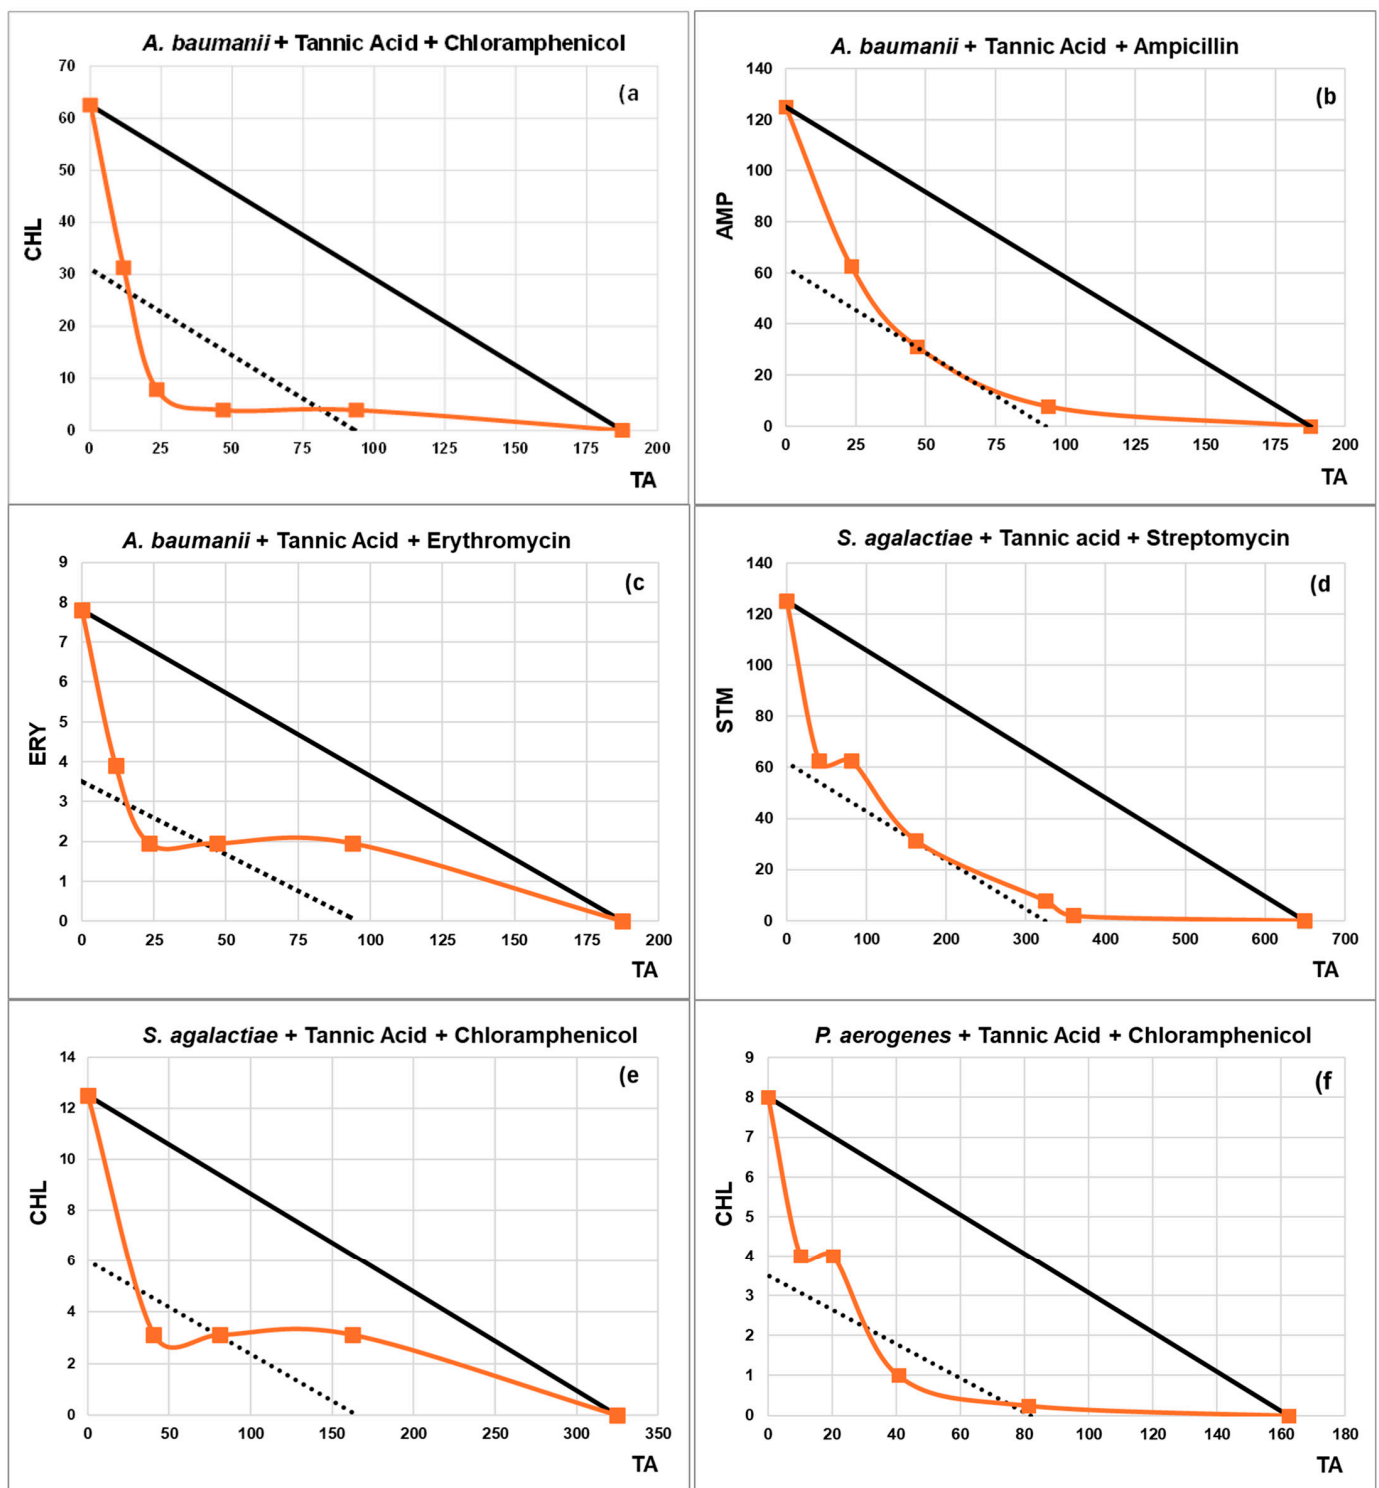 A. baumanii + Tannic Acid + Chloramphenicol
(a
CHL
70
60
50
40
30
20
10
0
0 25 50 75 100 125 150 175 200
TA
A. baumanii + Tannic Acid + Ampicillin
(b
AMP
140
120
100
80
60
40
20
0
0 25 50 75 100 125 150 175 200
TA
A. baumanii + Tannic Acid + Erythromycin
(c
ERY
9
8
7
6
5
4
3
2
1
0
0 25 50 75 100 125 150 175 200
TA
S. agalactiae + Tannic acid + Streptomycin
(d
STM
140
120
100
80
60
40
20
0
0 100 200 300 400 500 600 700
TA
S. agalactiae + Tannic Acid + Chloramphenicol
(e
CHL
14
12
10
8
6
4
2
0
0 50 100 150 200 250 300 350
TA
P. aerogenes + Tannic Acid + Chloramphenicol
(f
CHL
9
8
7
6
5
4
3
2
1
0
0 20 40 60 80 100 120 140 160 180
TA